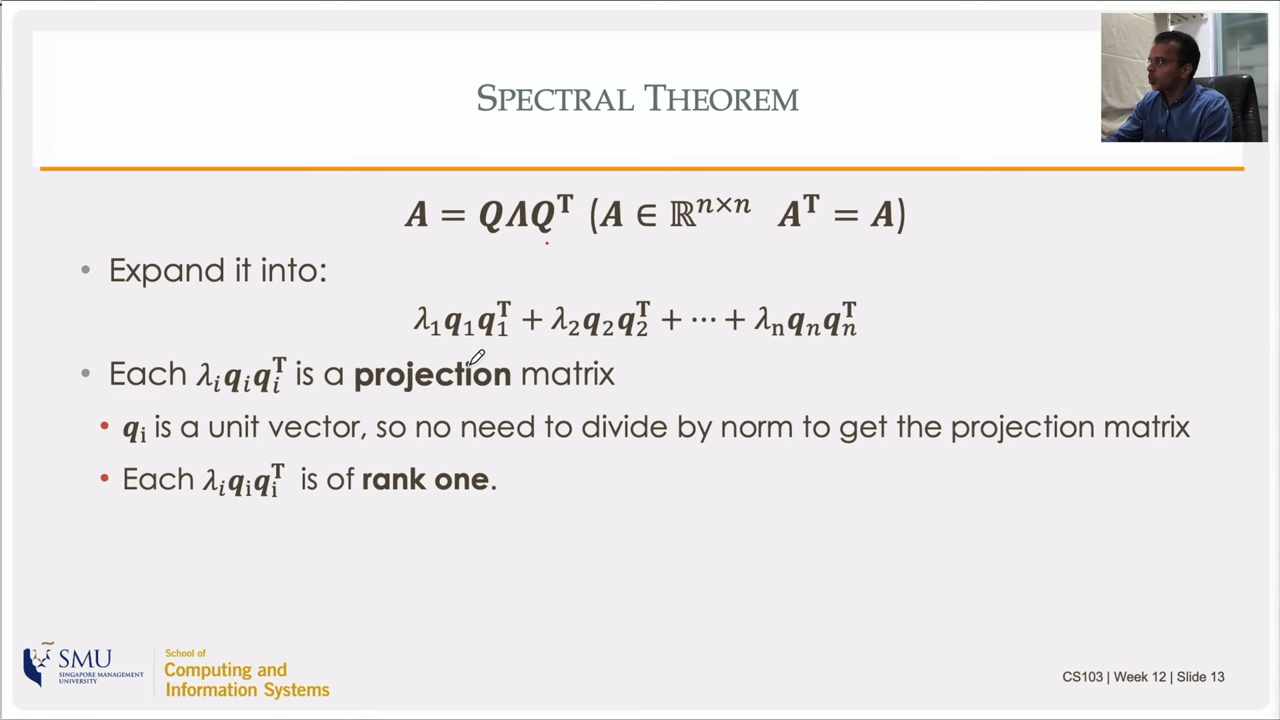 SPECTRAL THEOREM
A = QΛQᵀ (A ∈ ℝⁿˣⁿ Aᵀ = A)
• Expand it into:
λ₁q₁q₁ᵀ + λ₂q₂q₂ᵀ + ⋯ + λₙqₙqₙᵀ
• Each λᵢqᵢqᵢᵀ is a projection matrix
• qᵢ is a unit vector, so no need to divide by norm to get the projection matrix
• Each λᵢqᵢqᵢᵀ is of rank one.
SMU
SINGAPORE MANAGEMENT
UNIVERSITY
School of
Computing and
Information Systems
CS103 | Week 12 | Slide 13